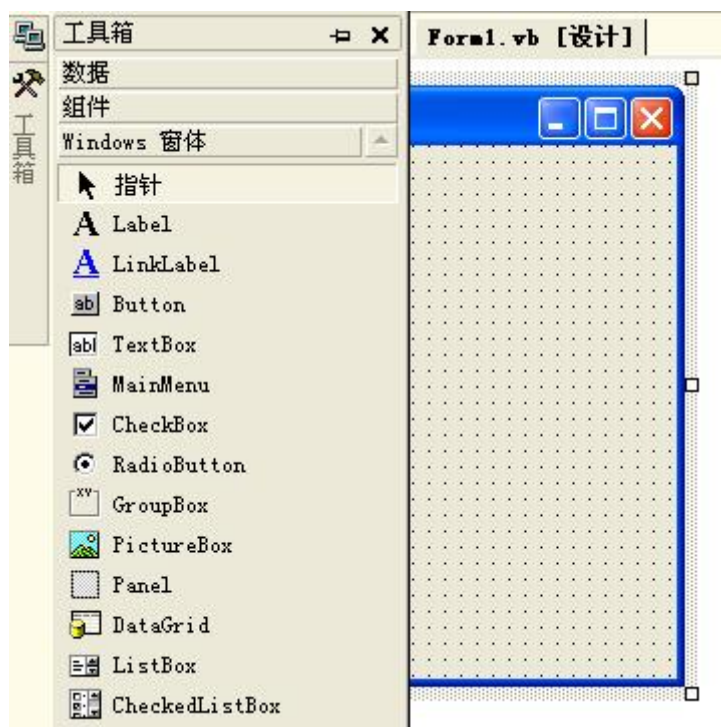 工具箱
Form1.vb [设计]
数据
组件
Windows 窗体
工具箱
指针
Label
LinkLabel
Button
TextBox
MainMenu
CheckBox
RadioButton
GroupBox
PictureBox
Panel
DataGrid
ListBox
CheckedListBox